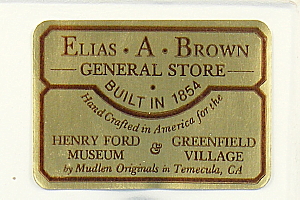 ELIAS · A · BROWN
GENERAL STORE
BUILT IN 1854
Hand Crafted in America for the
HENRY FORD MUSEUM & GREENFIELD VILLAGE
by Mudlen Originals in Temecula, CA